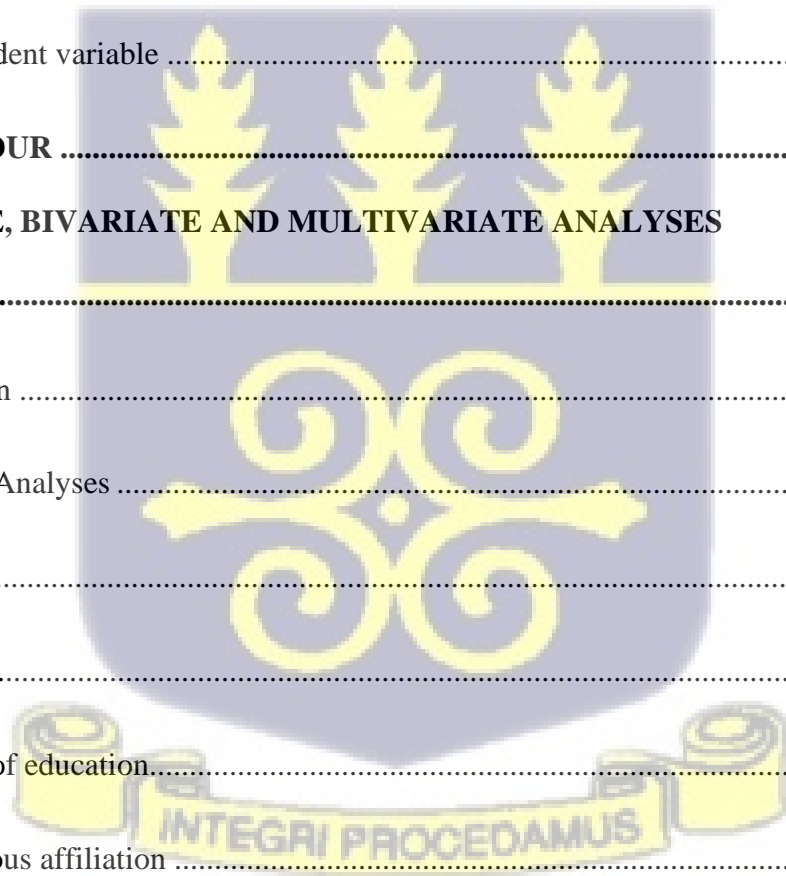 dent variable ........................................................................
OUR ........................................................................
E, BIVARIATE AND MULTIVARIATE ANALYSES
........................................................................
n ........................................................................
Analyses ........................................................................
........................................................................
........................................................................
of education........................................................................
INTEGRI PROCEDAMUS
ous affiliation ........................................................................